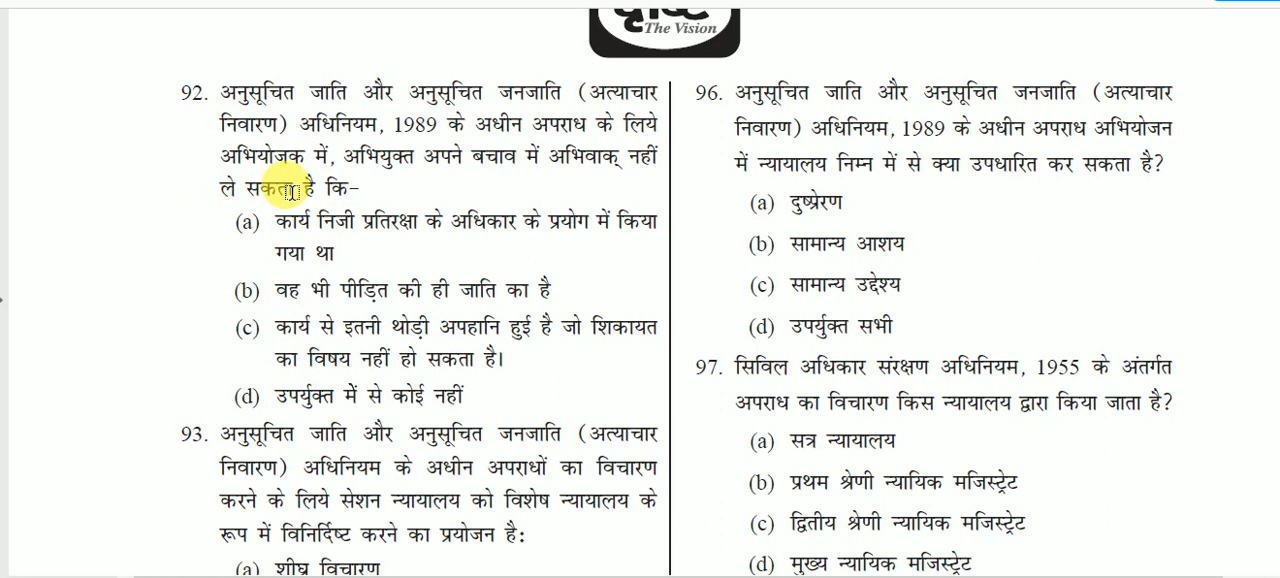 दृष्टि
The Vision
92. अनुसूचित जाति और अनुसूचित जनजाति (अत्याचार
निवारण) अधिनियम, 1989 के अधीन अपराध के लिये
अभियोजक में, अभियुक्त अपने बचाव में अभिवाक् नहीं
ले सकता है कि-
(a) कार्य निजी प्रतिरक्षा के अधिकार के प्रयोग में किया
गया था
(b) वह भी पीड़ित की ही जाति का है
(c) कार्य से इतनी थोड़ी अपहानि हुई है जो शिकायत
का विषय नहीं हो सकता है।
(d) उपर्युक्त में से कोई नहीं
93. अनुसूचित जाति और अनुसूचित जनजाति (अत्याचार
निवारण) अधिनियम के अधीन अपराधों का विचारण
करने के लिये सेशन न्यायालय को विशेष न्यायालय के
रूप में विनिर्दिष्ट करने का प्रयोजन है:
(a) शीघ्र विचारण
96. अनुसूचित जाति और अनुसूचित जनजाति (अत्याचार
निवारण) अधिनियम, 1989 के अधीन अपराध अभियोजन
में न्यायालय निम्न में से क्या उपधारित कर सकता है?
(a) दुष्प्रेरण
(b) सामान्य आशय
(c) सामान्य उद्देश्य
(d) उपर्युक्त सभी
97. सिविल अधिकार संरक्षण अधिनियम, 1955 के अंतर्गत
अपराध का विचारण किस न्यायालय द्वारा किया जाता है?
(a) सत्र न्यायालय
(b) प्रथम श्रेणी न्यायिक मजिस्ट्रेट
(c) द्वितीय श्रेणी न्यायिक मजिस्ट्रेट
(d) मुख्य न्यायिक मजिस्ट्रेट